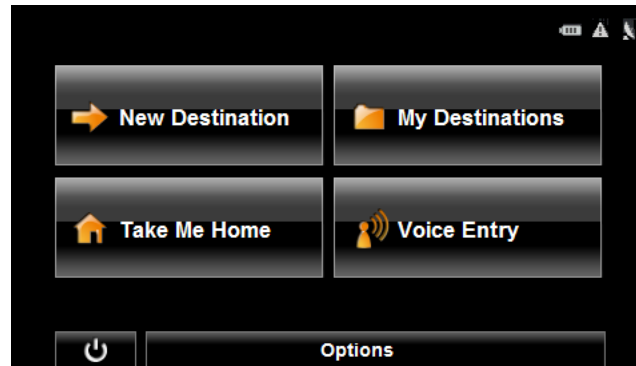 New Destination
My Destinations
Take Me Home
Voice Entry
Options